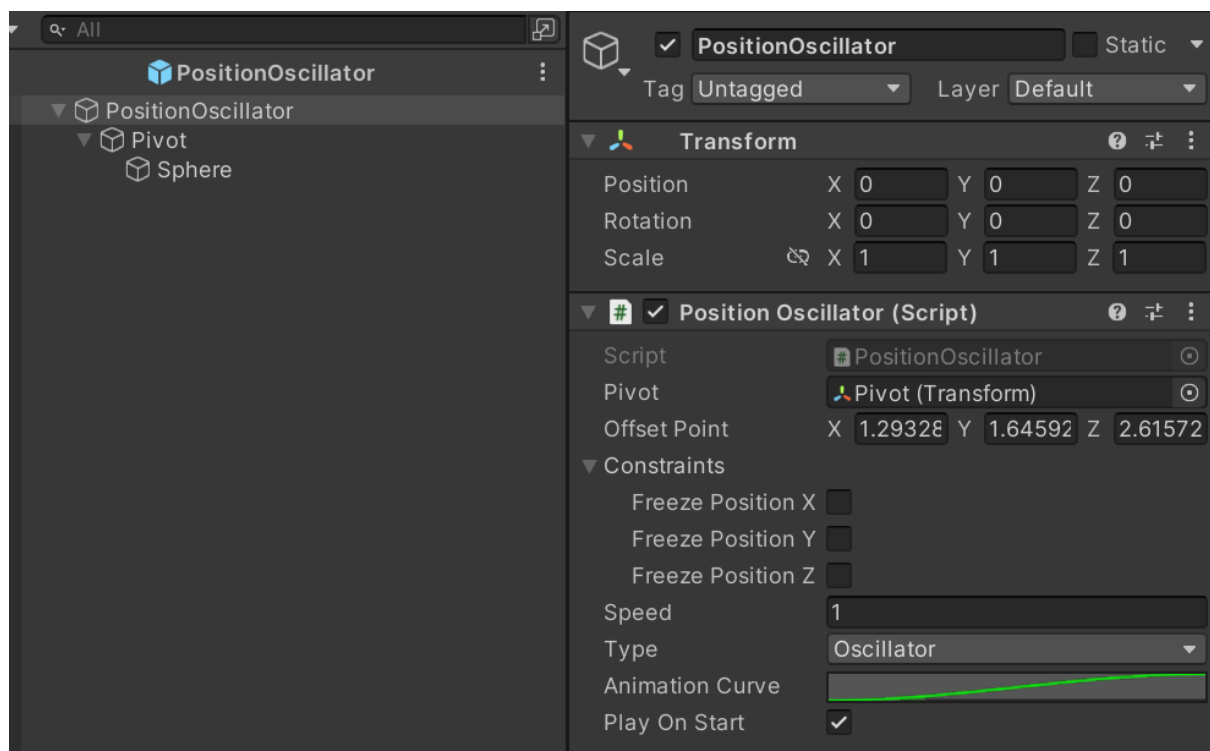 All
PositionOscillator
PositionOscillator
Pivot
Sphere
PositionOscillator Static
Tag Untagged Layer Default
Transform
Position X 0 Y 0 Z 0
Rotation X 0 Y 0 Z 0
Scale X 1 Y 1 Z 1
# Position Oscillator (Script)
Script # PositionOscillator
Pivot Pivot (Transform)
Offset Point X 1.29328 Y 1.64592 Z 2.61572
Constraints
Freeze Position X
Freeze Position Y
Freeze Position Z
Speed 1
Type Oscillator
Animation Curve
Play On Start